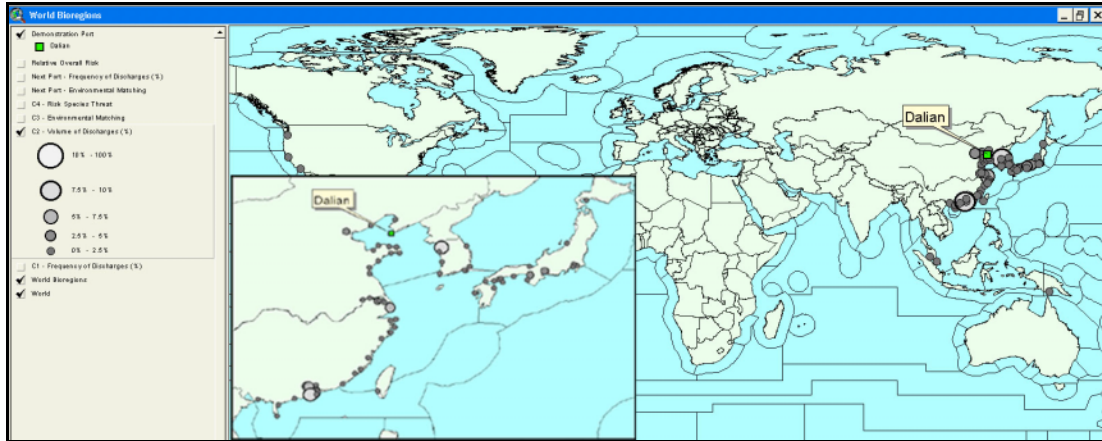 World Bioregions
Demonstration Port
Dalian
Relative Overall Risk
Next Port - Frequency of Discharges (%)
Next Port - Environmental Matching
C4 - Risk Species Threat
C3 - Environmental Matching
C2 - Volume of Discharges (%)
10% - 100%
7.5% - 10%
5% - 7.5%
2.5% - 5%
0% - 2.5%
C1 - Frequency of Discharges (%)
World Bioregions
World
Dalian
Dalian